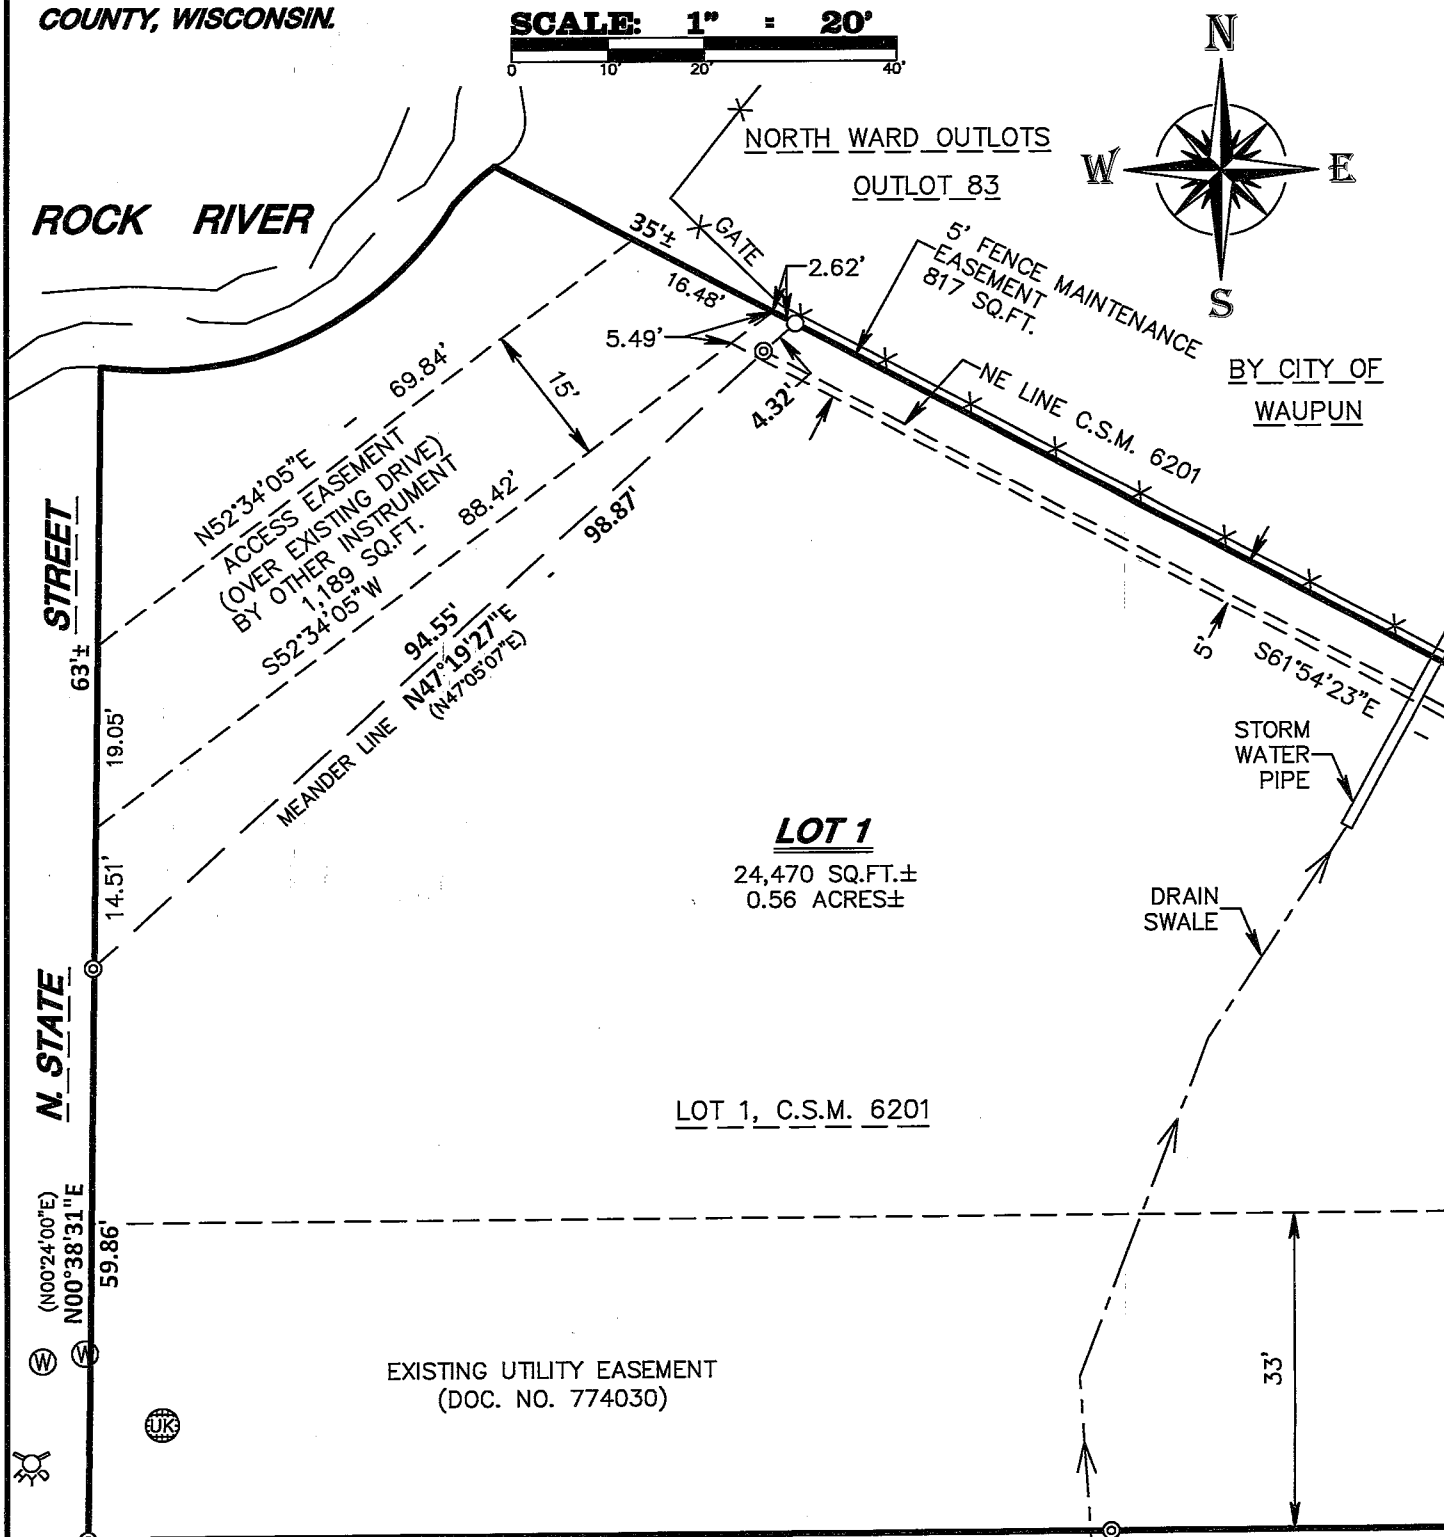 COUNTY, WISCONSIN.
SCALE: 1" = 20'
0 10' 20' 40'
N
W E
S
NORTH WARD OUTLOTS
OUTLOT 83
ROCK RIVER
35'±
GATE
16.48'
2.62'
5.49'
5' FENCE MAINTENANCE
EASEMENT
817 SQ.FT.
BY CITY OF
WAUPUN
NE LINE C.S.M. 6201
4.32'
15'
69.84'
N52°34'05"E
ACCESS EASEMENT
(OVER EXISTING DRIVE)
BY OTHER INSTRUMENT
1,189 SQ.FT.
S52°34'05"W
88.42'
98.87'
94.55'
N47°19'27"E
(N47°05'07"E)
MEANDER LINE
STREET
63'±
19.05'
14.51'
5'
S61°54'23"E
STORM
WATER
PIPE
LOT 1
24,470 SQ.FT.±
0.56 ACRES±
DRAIN
SWALE
N. STATE
LOT 1, C.S.M. 6201
(N00°24'00"E)
N00°38'31"E
59.86'
33'
W W
EXISTING UTILITY EASEMENT
(DOC. NO. 774030)
UK
HYD